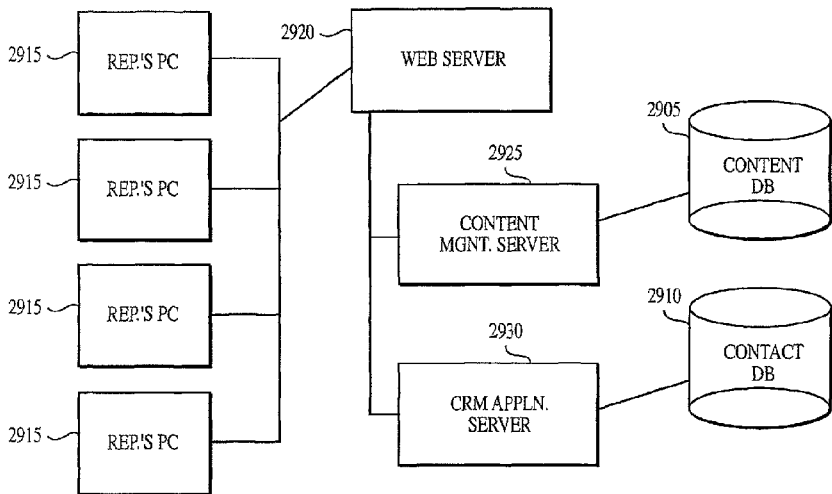 2915
REP.'S PC
2920
WEB SERVER
2915
REP.'S PC
2905
CONTENT
DB
2925
CONTENT
MGNT. SERVER
2915
REP.'S PC
2910
CONTACT
DB
2930
CRM APPLN.
SERVER
2915
REP.'S PC